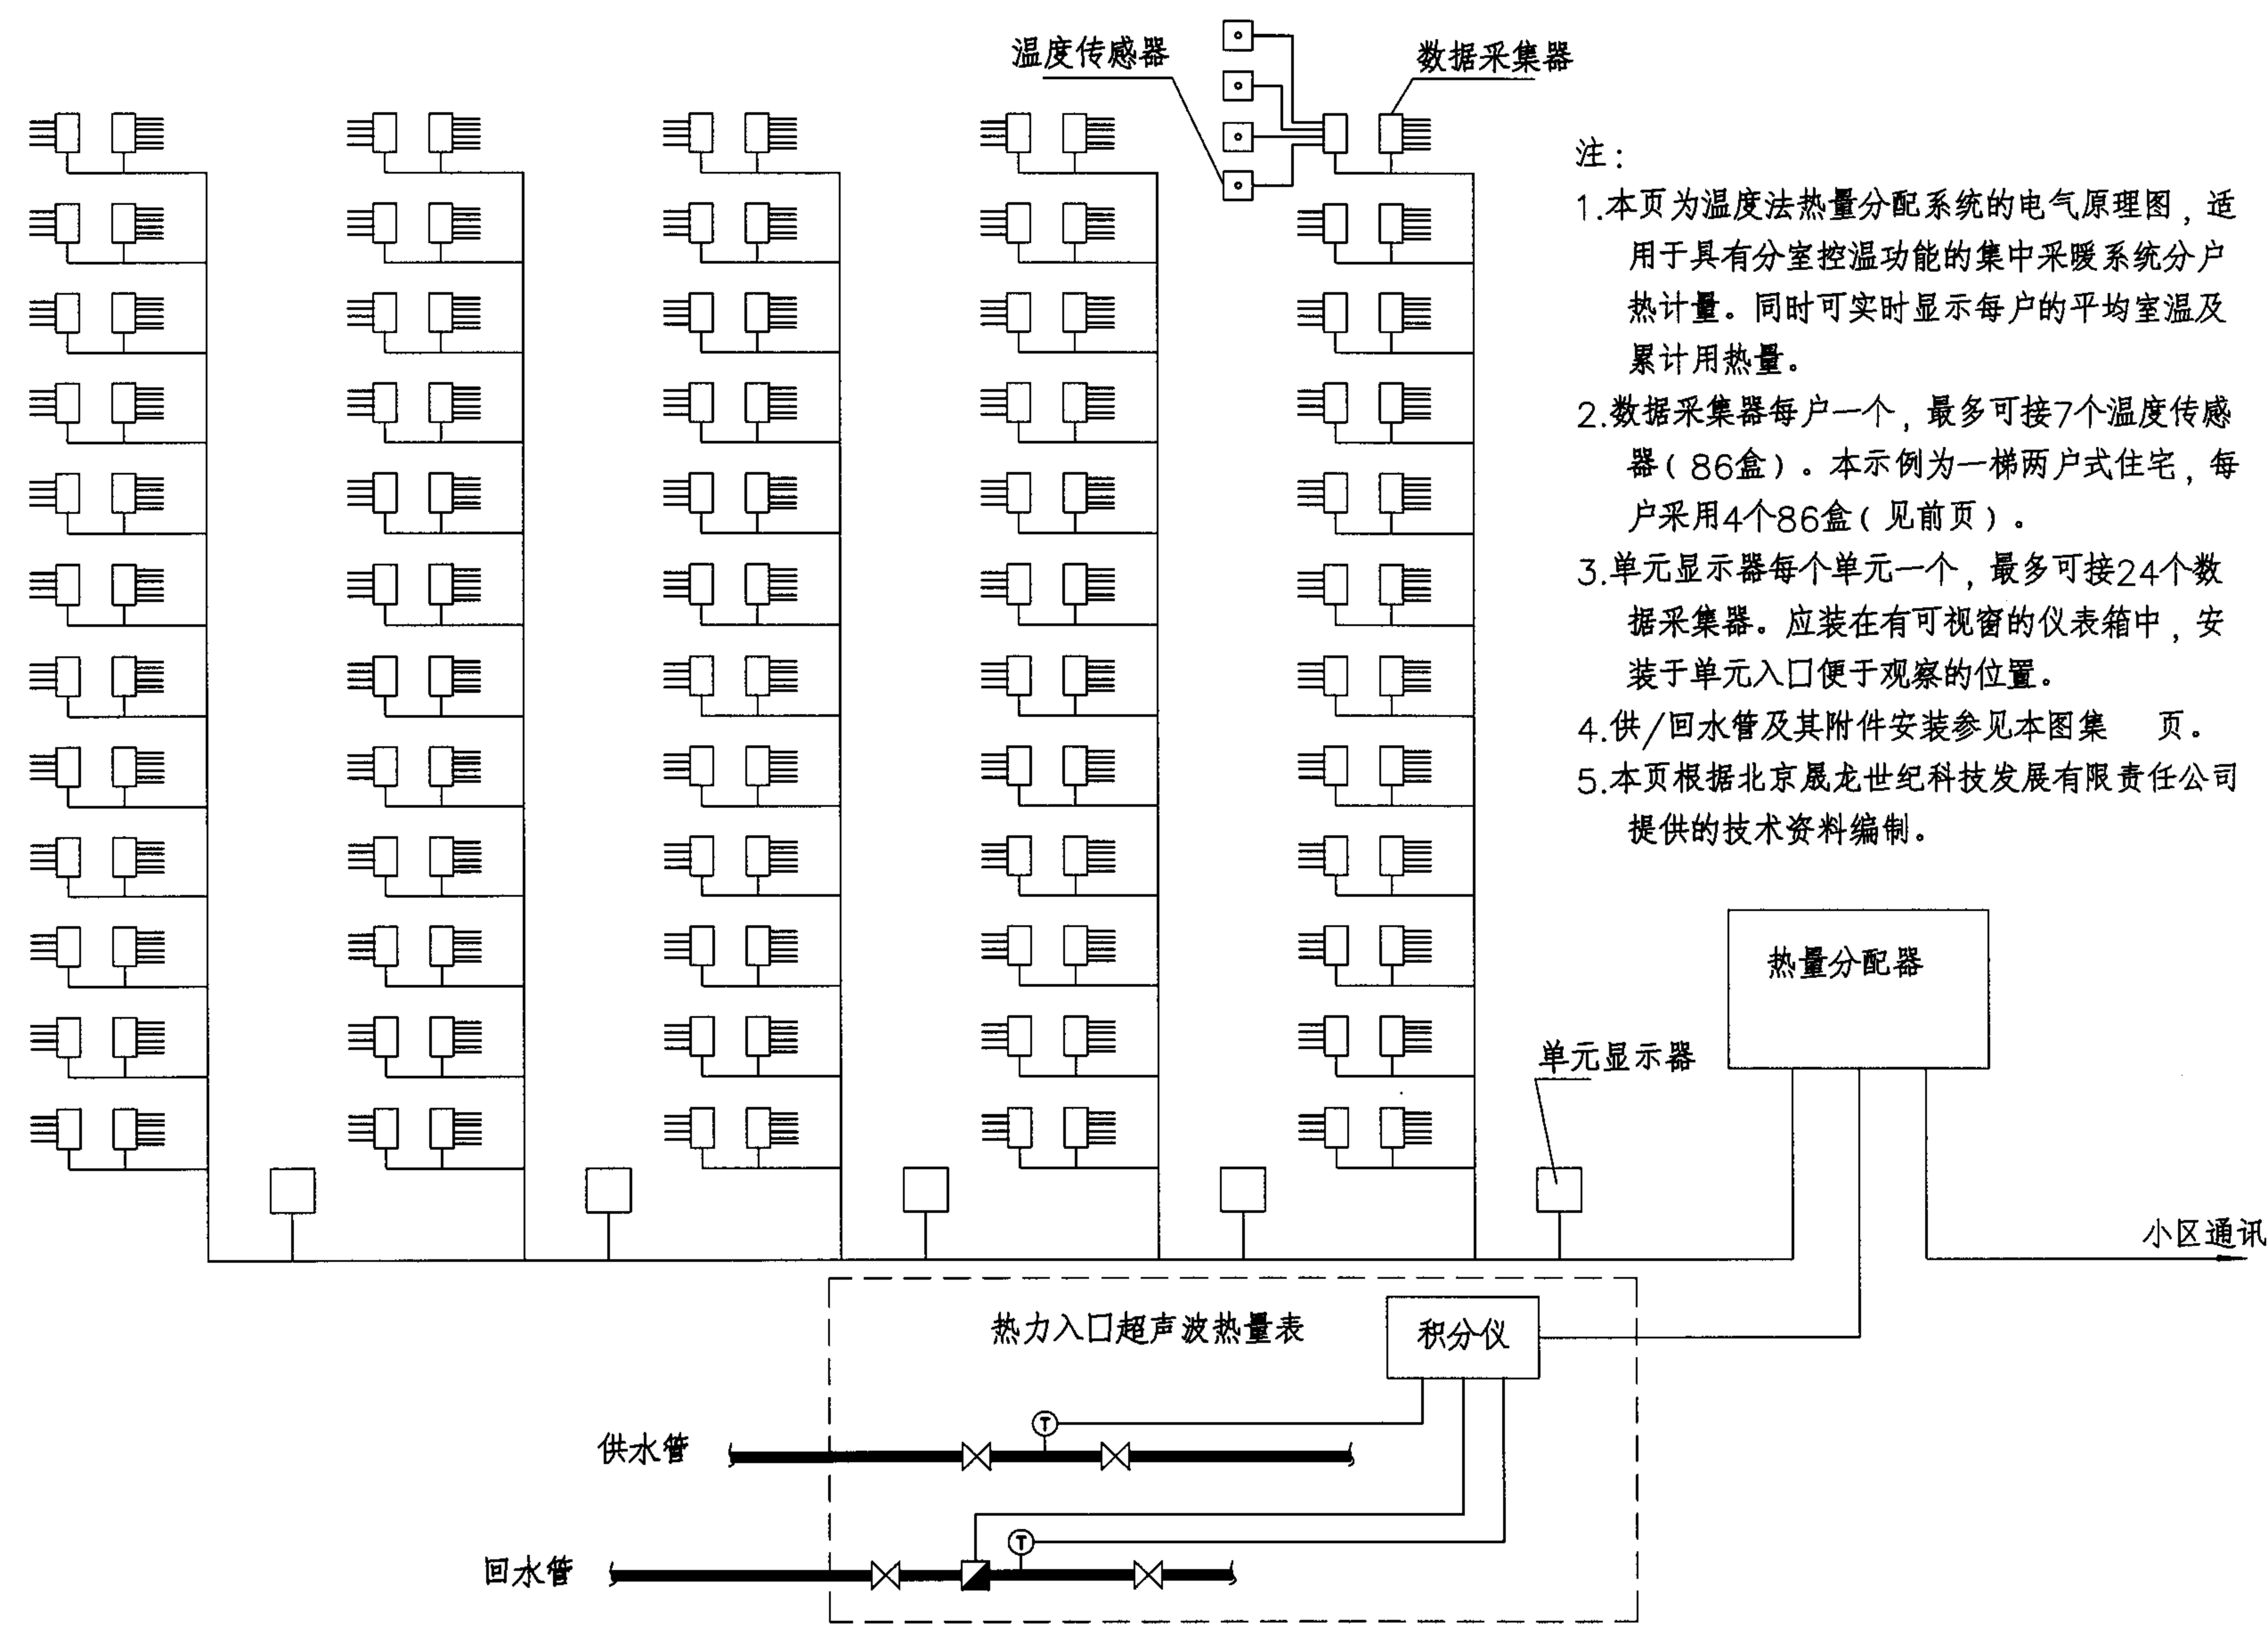 温度传感器
数据采集器
注：
1.本页为温度法热量分配系统的电气原理图，适
用于具有分室控温功能的集中采暖系统分户
热计量。同时可实时显示每户的平均室温及
累计用热量。
2.数据采集器每户一个，最多可接7个温度传感
器（86盒）。本示例为一梯两户式住宅，每
户采用4个86盒（见前页）。
3.单元显示器每个单元一个，最多可接24个数
据采集器。应装在有可视窗的仪表箱中，安
装于单元入口便于观察的位置。
4.供/回水管及其附件安装参见本图集 页。
5.本页根据北京晟龙世纪科技发展有限责任公司
提供的技术资料编制。
热量分配器
单元显示器
小区通讯
热力入口超声波热量表
积分仪
T
供水管
T
回水管